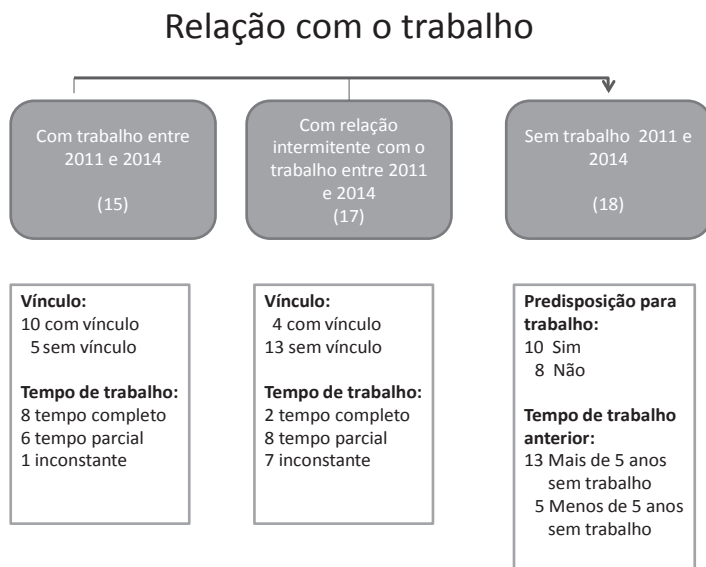 Relação com o trabalho
Com trabalho entre
2011 e 2014
(15)
Com relação
intermitente com o
trabalho entre 2011
e 2014
(17)
Sem trabalho 2011 e
2014
(18)
Vínculo:
10 com vínculo
5 sem vínculo
Tempo de trabalho:
8 tempo completo
6 tempo parcial
1 inconstante
Vínculo:
4 com vínculo
13 sem vínculo
Tempo de trabalho:
2 tempo completo
8 tempo parcial
7 inconstante
Predisposição para
trabalho:
10 Sim
8 Não
Tempo de trabalho
anterior:
13 Mais de 5 anos
sem trabalho
5 Menos de 5 anos
sem trabalho